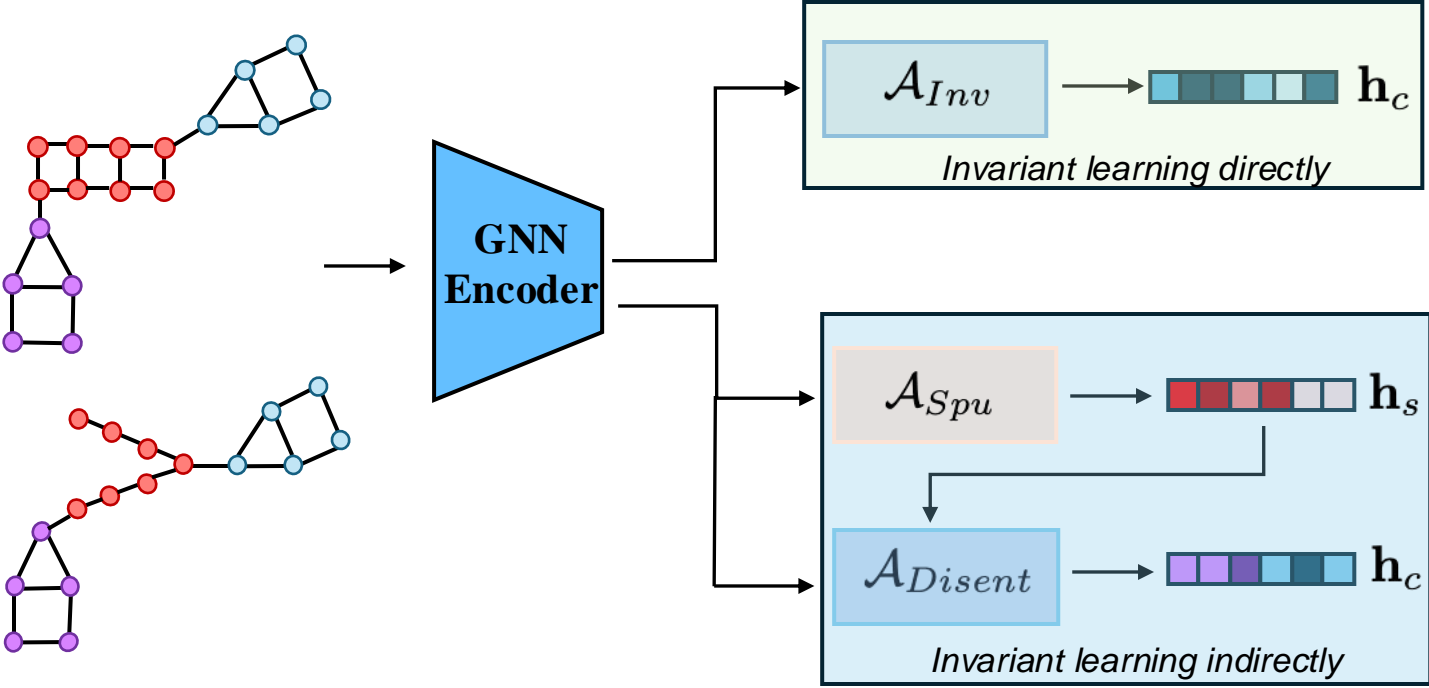 GNN
Encoder
𝒜_{Inv}
𝐡_c
Invariant learning directly
𝒜_{Spu}
𝐡_s
𝒜_{Disent}
𝐡_c
Invariant learning indirectly